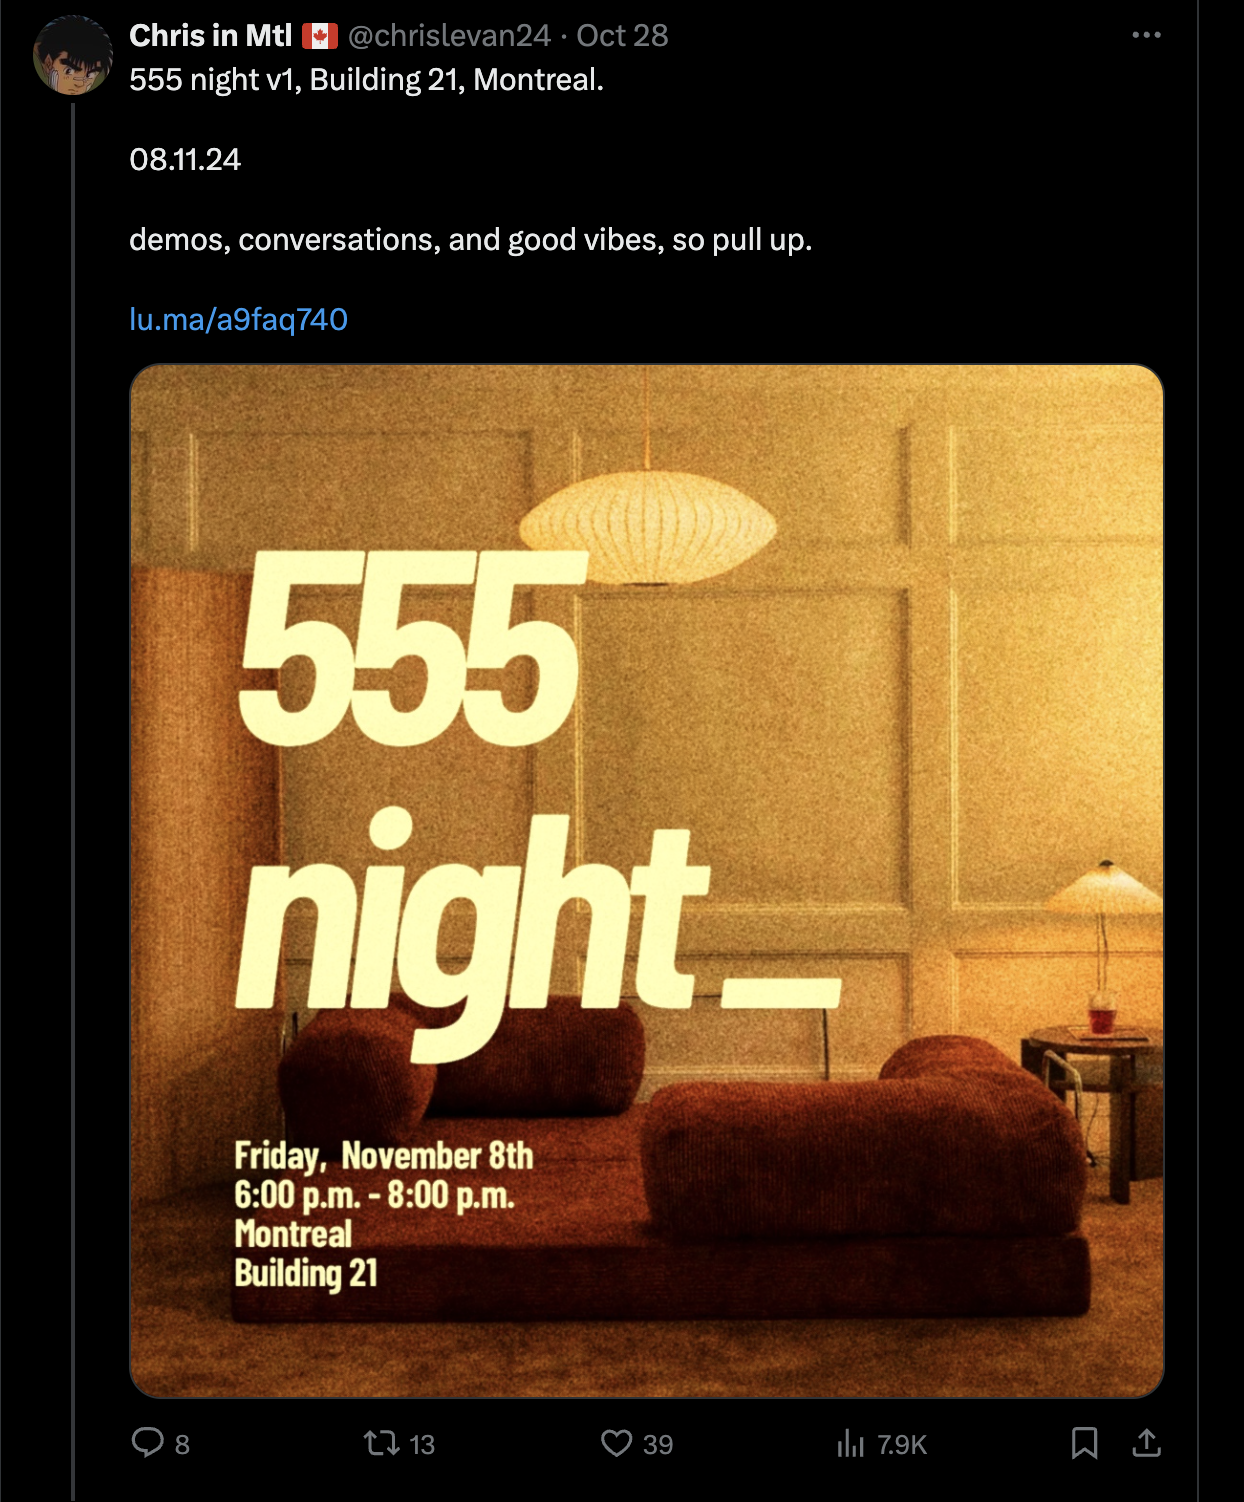 Chris in Mtl 🇨🇦 @chrislevan24 · Oct 28
555 night v1, Building 21, Montreal.
08.11.24
demos, conversations, and good vibes, so pull up.
lu.ma/a9faq740
555
night_
Friday, November 8th
6:00 p.m. - 8:00 p.m.
Montreal
Building 21
8 13 39 7.9K